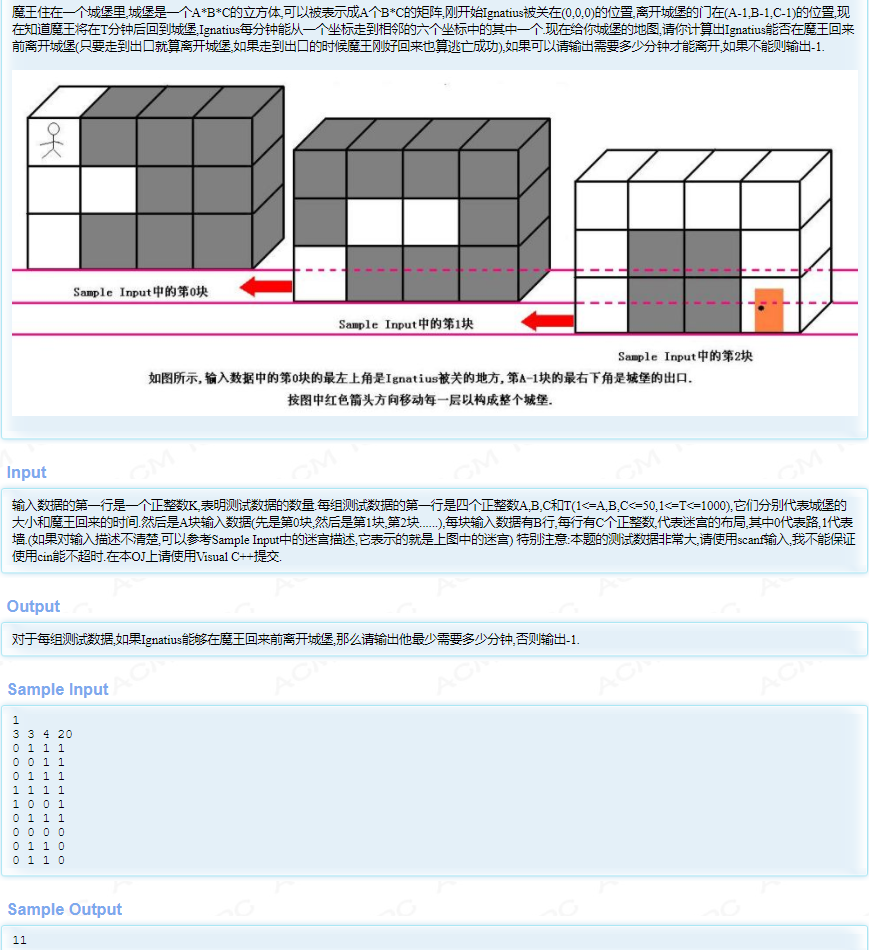 魔王住在一个城堡里,城堡是一个A*B*C的立方体,可以被表示成A个B*C的矩阵,刚开始Ignatius被关在(0,0,0)的位置,离开城堡的门在(A-1,B-1,C-1)的位置,现
在知道魔王将在T分钟后回到城堡,Ignatius每分钟能从一个坐标走到相邻的六个坐标中的其中一个.现在给你城堡的地图,请你计算出Ignatius能否在魔王回来
前离开城堡(只要走到出口就算离开城堡,如果走到出口的时候魔王刚好回来也算逃亡成功),如果可以请输出需要多少分钟才能离开,如果不能则输出-1.
Sample Input中的第0块
Sample Input中的第1块
Sample Input中的第2块
如图所示,输入数据中的第0块的最左上角是Ignatius被关的地方,第A-1块的最右下角是城堡的出口.
按图中红色箭头方向移动每一层以构成整个城堡.
Input
输入数据的第一行是一个正整数K,表明测试数据的数量.每组测试数据的第一行是四个正整数A,B,C和T(1<=A,B,C<=50,1<=T<=1000),它们分别代表城堡的
大小和魔王回来的时间.然后是A块输入数据(先是第0块,然后是第1块,第2块......),每块输入数据有B行,每行有C个正整数,代表迷宫的布局,其中0代表路,1代表
墙.(如果对输入描述不清楚,可以参考Sample Input中的迷宫描述,它表示的就是上图中的迷宫) 特别注意:本题的测试数据非常大,请使用scanf输入,我不能保证
使用cin能不超时.在本OJ上请使用Visual C++提交.
Output
对于每组测试数据,如果Ignatius能够在魔王回来前离开城堡,那么请输出他最少需要多少分钟,否则输出-1.
Sample Input
1
3 3 4 20
0 1 1 1
0 0 1 1
0 1 1 1
1 1 1 1
1 0 0 1
0 1 1 1
0 0 0 0
0 1 1 0
0 1 1 0
Sample Output
11